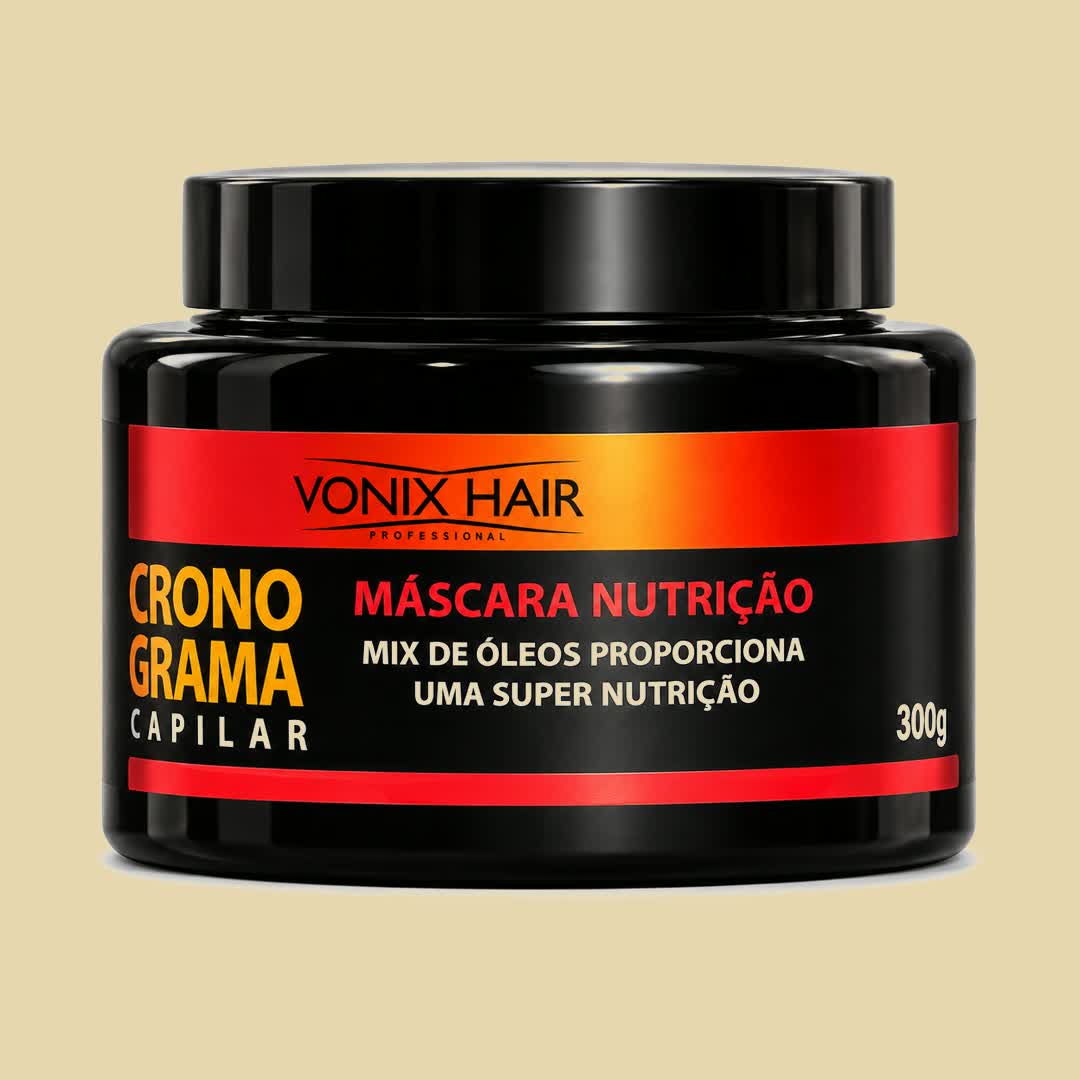 VONIX HAIR
PROFESSIONAL
CRONO
GRAMA
CAPILAR
MÁSCARA NUTRIÇÃO
MIX DE ÓLEOS PROPORCIONA
UMA SUPER NUTRIÇÃO
300g